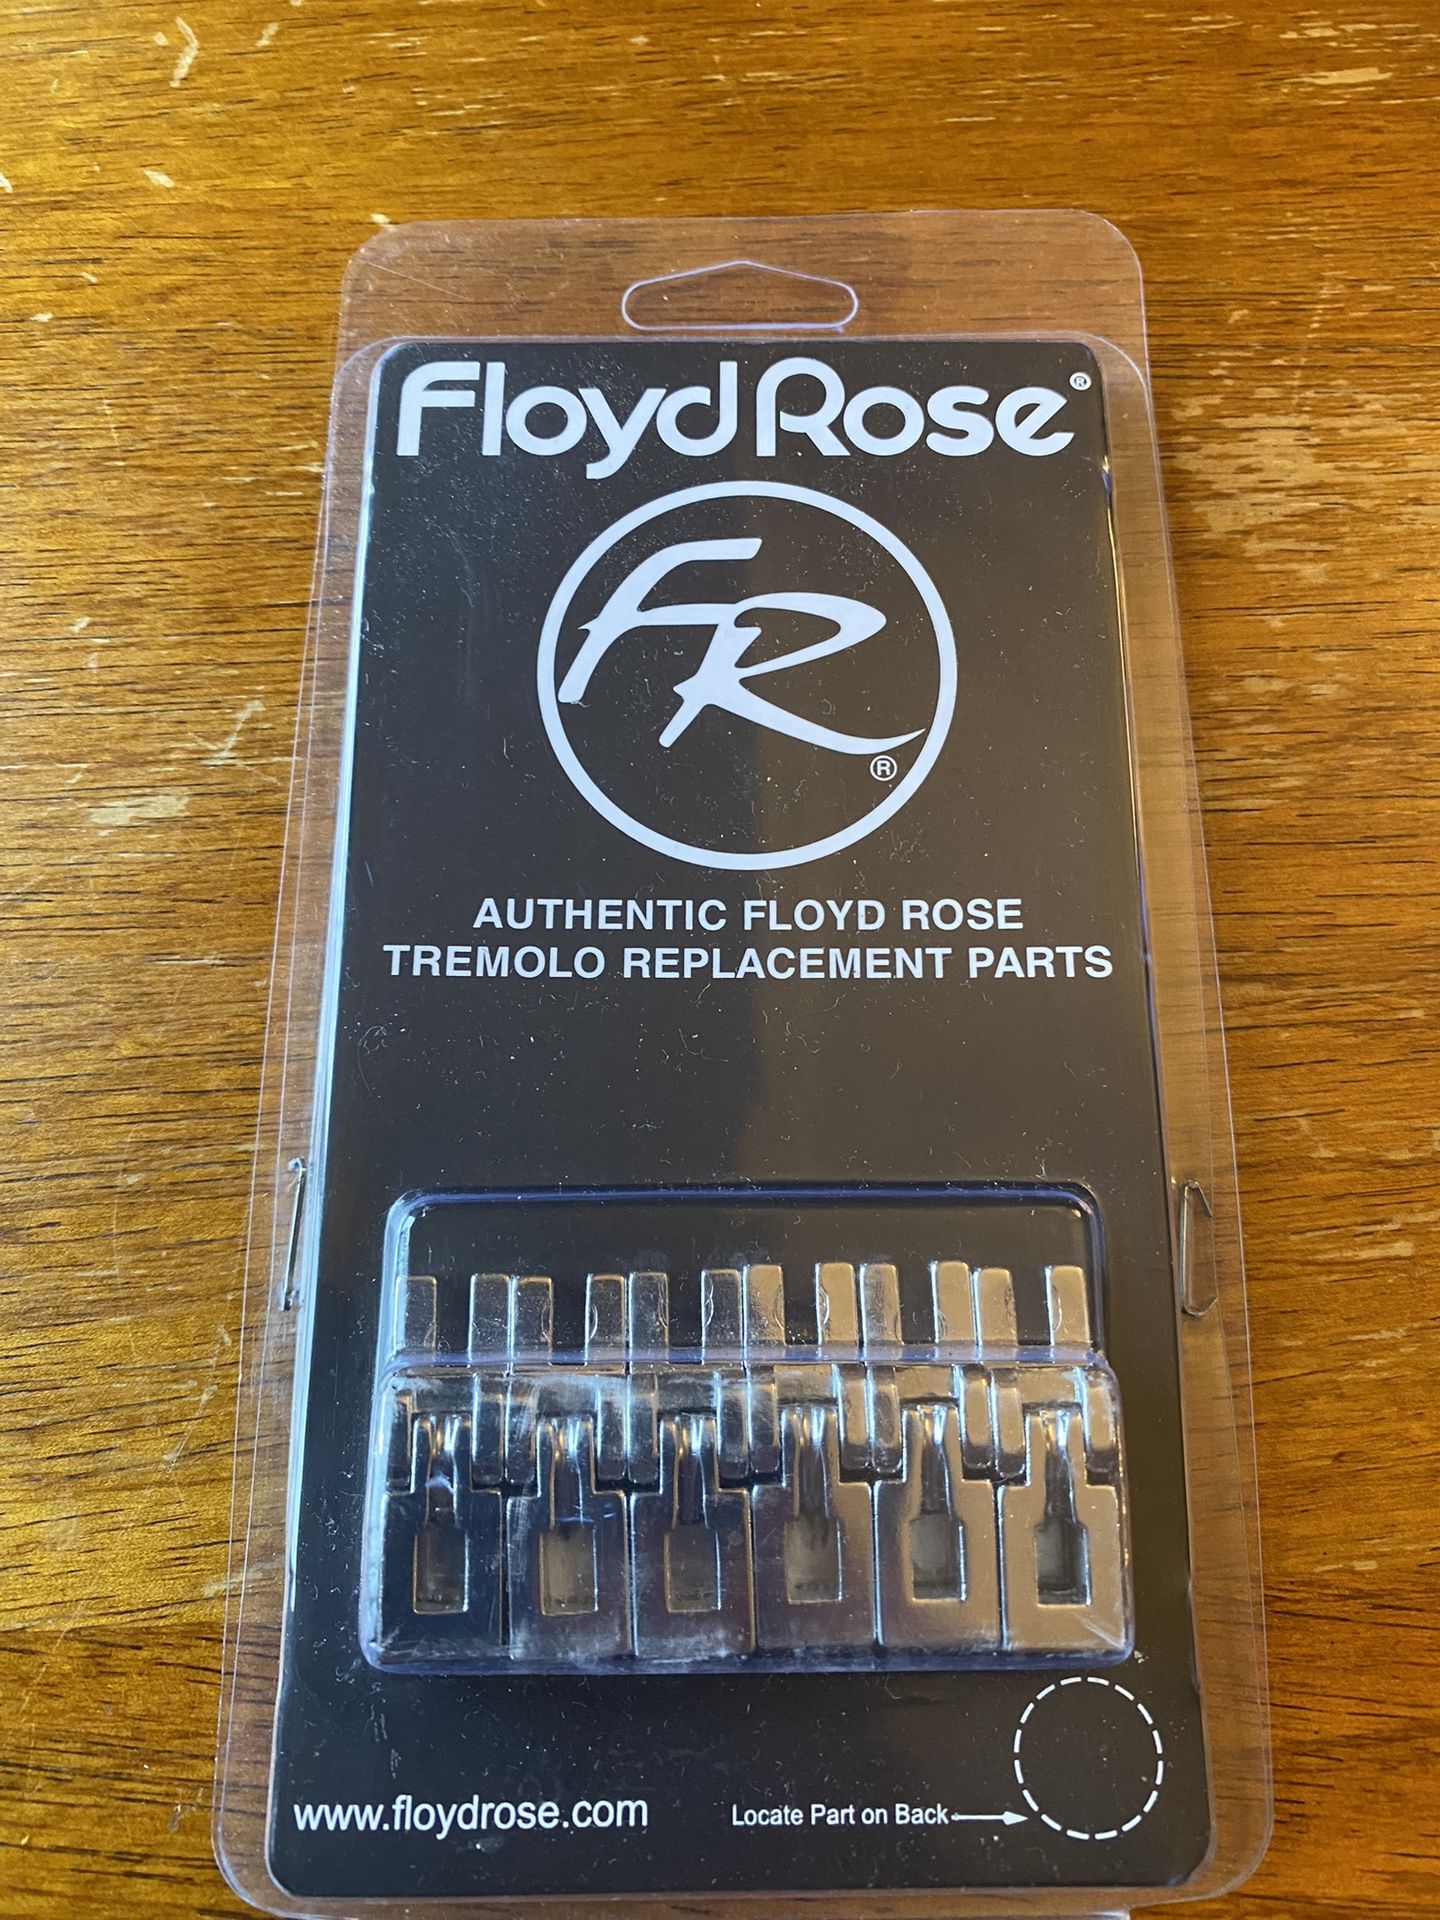 FloydRose®
FR®
AUTHENTIC FLOYD ROSE
TREMOLO REPLACEMENT PARTS
www.floydrose.com
Locate Part on Back